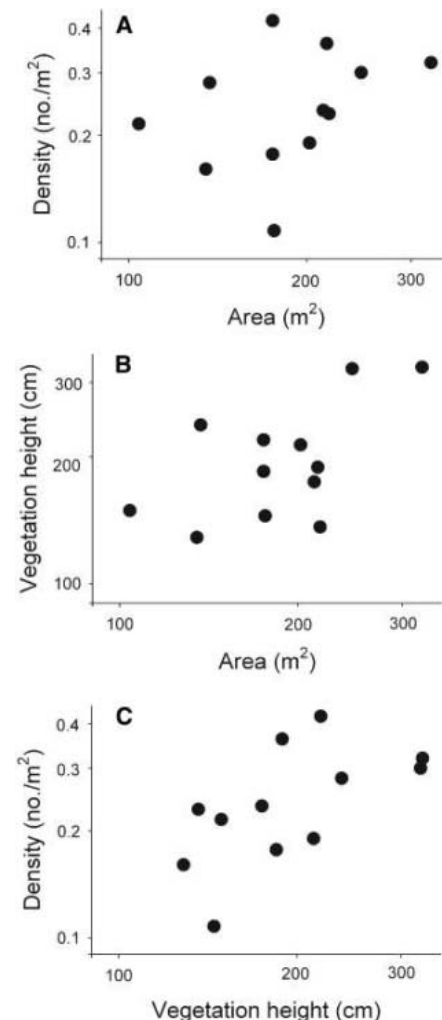 A
0.4
0.3
0.2
0.1
Density (no./m²)
100 200 300
Area (m²)
B
300
200
100
Vegetation height (cm)
100 200 300
Area (m²)
C
0.4
0.3
0.2
0.1
Density (no./m²)
100 200 300
Vegetation height (cm)